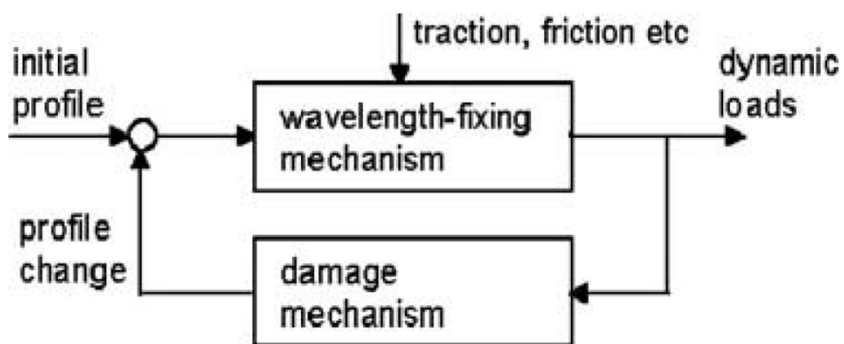 traction, friction etc
initial
profile
dynamic
loads
wavelength-fixing
mechanism
profile
change
damage
mechanism